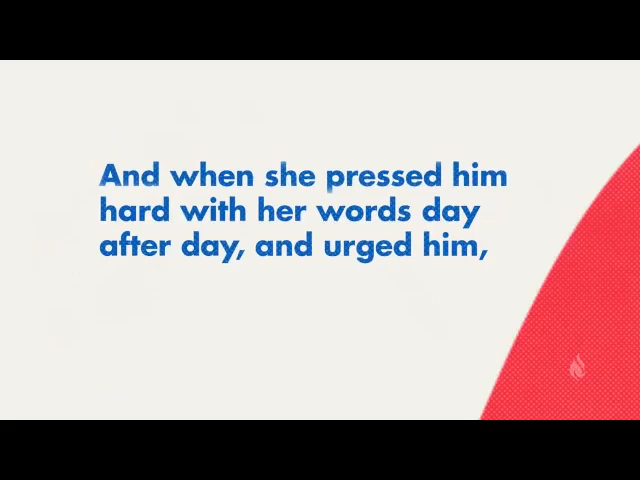 And when she pressed him
hard with her words day
after day, and urged him,